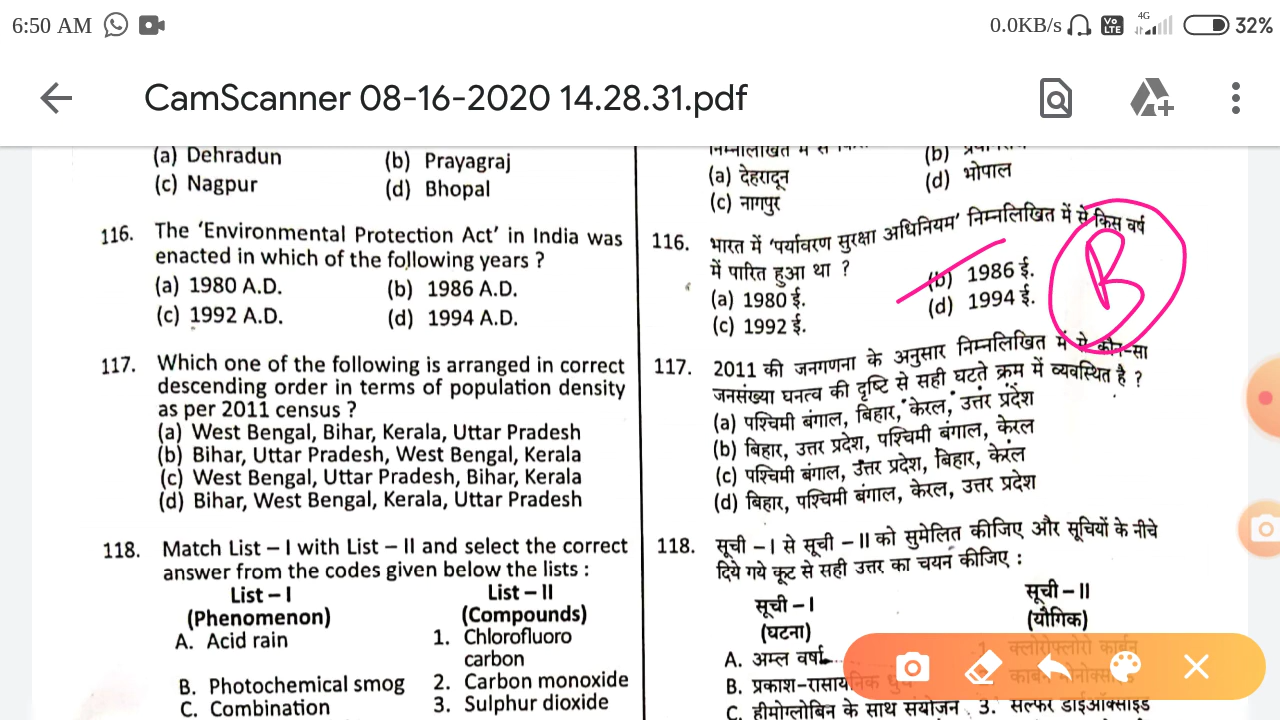 6:50 AM
0.0KB/s Vo LTE 4G 32%
CamScanner 08-16-2020 14.28.31.pdf
(a) Dehradun (b) Prayagraj
(c) Nagpur (d) Bhopal
116. The ‘Environmental Protection Act’ in India was
enacted in which of the following years ?
(a) 1980 A.D. (b) 1986 A.D.
(c) 1992 A.D. (d) 1994 A.D.
117. Which one of the following is arranged in correct
descending order in terms of population density
as per 2011 census ?
(a) West Bengal, Bihar, Kerala, Uttar Pradesh
(b) Bihar, Uttar Pradesh, West Bengal, Kerala
(c) West Bengal, Uttar Pradesh, Bihar, Kerala
(d) Bihar, West Bengal, Kerala, Uttar Pradesh
118. Match List – I with List – II and select the correct
answer from the codes given below the lists :
List – I List – II
(Phenomenon) (Compounds)
A. Acid rain 1. Chlorofluoro
carbon
B. Photochemical smog 2. Carbon monoxide
C. Combination 3. Sulphur dioxide
(b)
(a) देहरादून (d) भोपाल
(c) नागपुर
116. भारत में ‘पर्यावरण सुरक्षा अधिनियम’ निम्नलिखित में से किस वर्ष
में पारित हुआ था ?
(a) 1980 ई. (b) 1986 ई.
(c) 1992 ई. (d) 1994 ई.
B
117. 2011 की जनगणना के अनुसार निम्नलिखित में से कौन-सा
जनसंख्या घनत्व की दृष्टि से सही घटते क्रम में व्यवस्थित है ?
(a) पश्चिमी बंगाल, बिहार, केरल, उत्तर प्रदेश
(b) बिहार, उत्तर प्रदेश, पश्चिमी बंगाल, केरल
(c) पश्चिमी बंगाल, उत्तर प्रदेश, बिहार, केरल
(d) बिहार, पश्चिमी बंगाल, केरल, उत्तर प्रदेश
118. सूची – I से सूची – II को सुमेलित कीजिए और सूचियों के नीचे
दिये गये कूट से सही उत्तर का चयन कीजिए :
सूची – I सूची – II
(घटना) (यौगिक)
A. अम्ल वर्षा 1. क्लोरोफ्लोरो कार्बन
B. प्रकाश-रासायनिक
C. हीमोग्लोबिन के साथ संयोजन 3. सल्फर डाईऑक्साइड